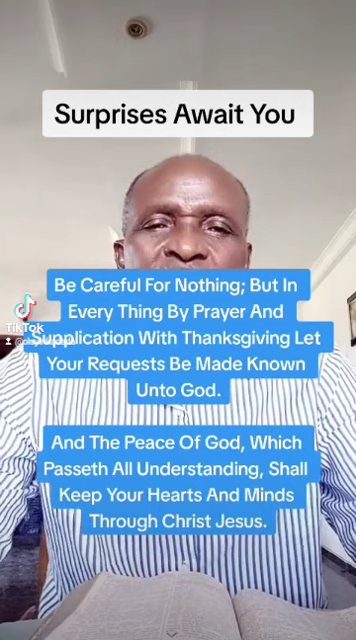 Surprises Await You
Be Careful For Nothing; But In
Every Thing By Prayer And
Supplication With Thanksgiving Let
Your Requests Be Made Known
Unto God.
And The Peace Of God, Which
Passeth All Understanding, Shall
Keep Your Hearts And Minds
Through Christ Jesus.
TikTok